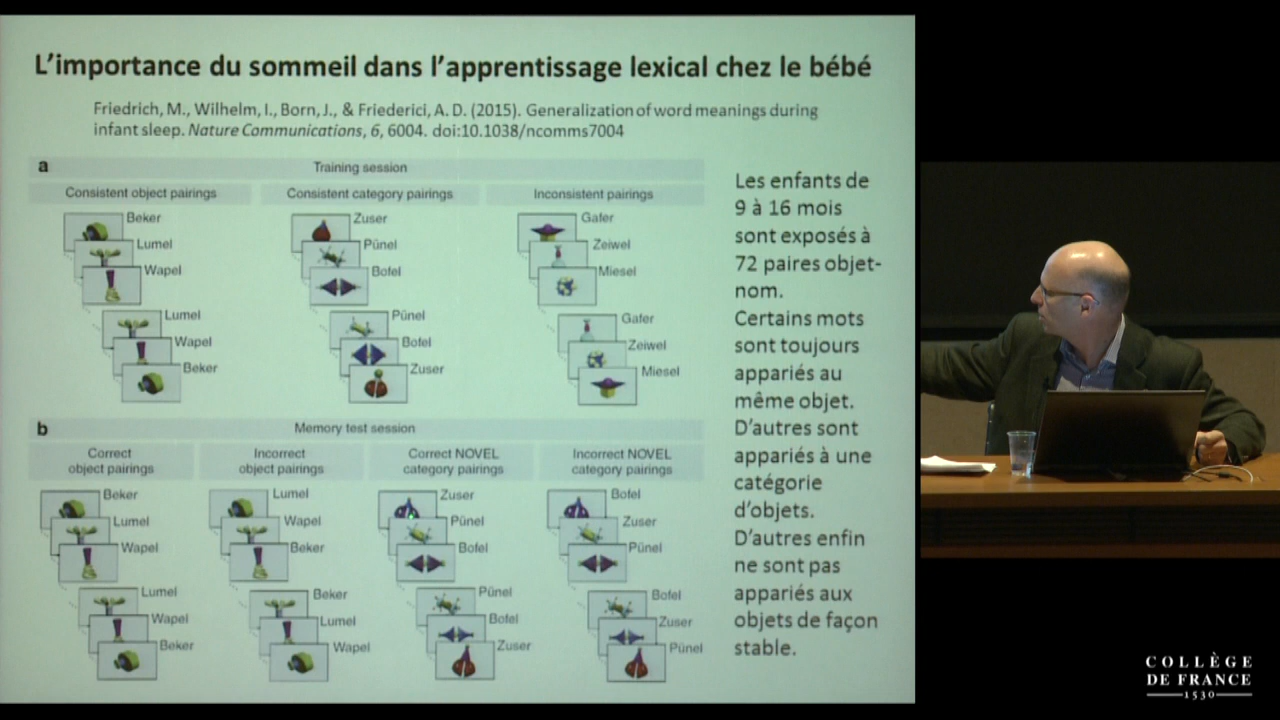 L'importance du sommeil dans l'apprentissage lexical chez le bébé
Friedrich, M., Wilhelm, I., Born, J., & Friederici, A. D. (2015). Generalization of word meanings during
infant sleep. Nature Communications, 6, 6004. doi:10.1038/ncomms7004
a
Training session
Consistent object pairings
Beker
Lumel
Wapel
Lumel
Wapel
Beker
Consistent category pairings
Zuser
Pünel
Bofel
Pünel
Bofel
Zuser
Inconsistent pairings
Gafer
Zeiwel
Miesel
Gafer
Zeiwel
Miesel
b
Memory test session
Correct
object pairings
Beker
Lumel
Wapel
Lumel
Wapel
Beker
Incorrect
object pairings
Lumel
Wapel
Beker
Beker
Lumel
Wapel
Correct NOVEL
category pairings
Zuser
Pünel
Bofel
Pünel
Bofel
Zuser
Incorrect NOVEL
category pairings
Bofel
Zuser
Pünel
Bofel
Zuser
Pünel
Les enfants de
9 à 16 mois
sont exposés à
72 paires objet-
nom.
Certains mots
sont toujours
appariés au
même objet.
D'autres sont
appariés à une
catégorie
d'objets.
D'autres enfin
ne sont pas
appariés aux
objets de façon
stable.
COLLÈGE
DE FRANCE
1530